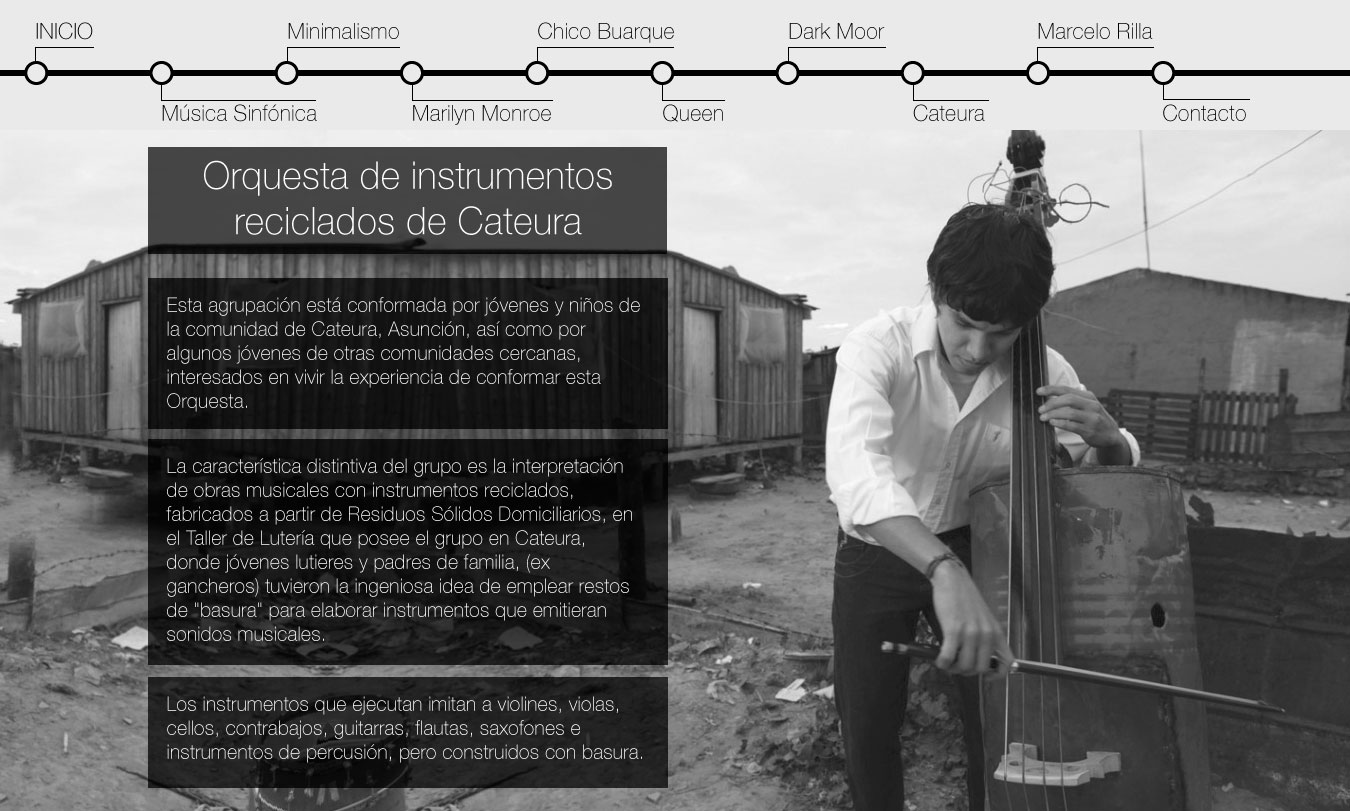 INICIO
Minimalismo
Chico Buarque
Dark Moor
Marcelo Rilla
Música Sinfónica
Marilyn Monroe
Queen
Cateura
Contacto
Orquesta de instrumentos
reciclados de Cateura
Esta agrupación está conformada por jóvenes y niños de
la comunidad de Cateura, Asunción, así como por
algunos jóvenes de otras comunidades cercanas,
interesados en vivir la experiencia de conformar esta
Orquesta.
La característica distintiva del grupo es la interpretación
de obras musicales con instrumentos reciclados,
fabricados a partir de Residuos Sólidos Domiciliarios, en
el Taller de Lutería que posee el grupo en Cateura,
donde jóvenes lutieres y padres de familia, (ex
gancheros) tuvieron la ingeniosa idea de emplear restos
de "basura" para elaborar instrumentos que emitieran
sonidos musicales.
Los instrumentos que ejecutan imitan a violines, violas,
cellos, contrabajos, guitarras, flautas, saxofones e
instrumentos de percusión, pero construidos con basura.